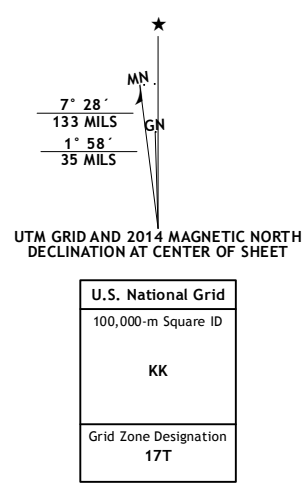 MN
7° 28´
133 MILS
GN
1° 58´
35 MILS
UTM GRID AND 2014 MAGNETIC NORTH
DECLINATION AT CENTER OF SHEET
U.S. National Grid
100,000-m Square ID
KK
Grid Zone Designation
17T